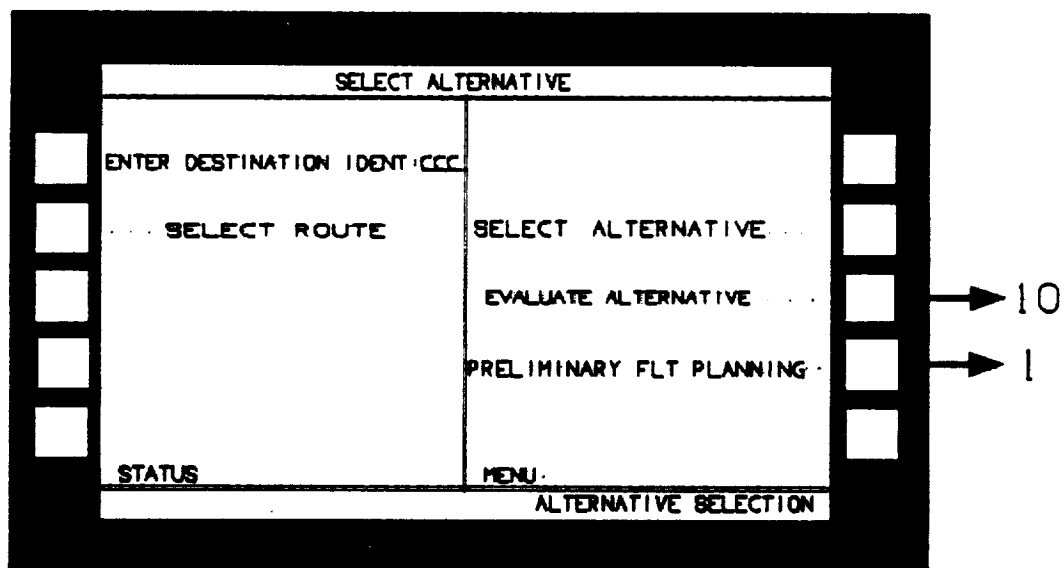 SELECT ALTERNATIVE
ENTER DESTINATION IDENT:CCC
SELECT ROUTE
SELECT ALTERNATIVE
EVALUATE ALTERNATIVE
10
PRELIMINARY FLT PLANNING
1
STATUS
MENU
ALTERNATIVE SELECTION